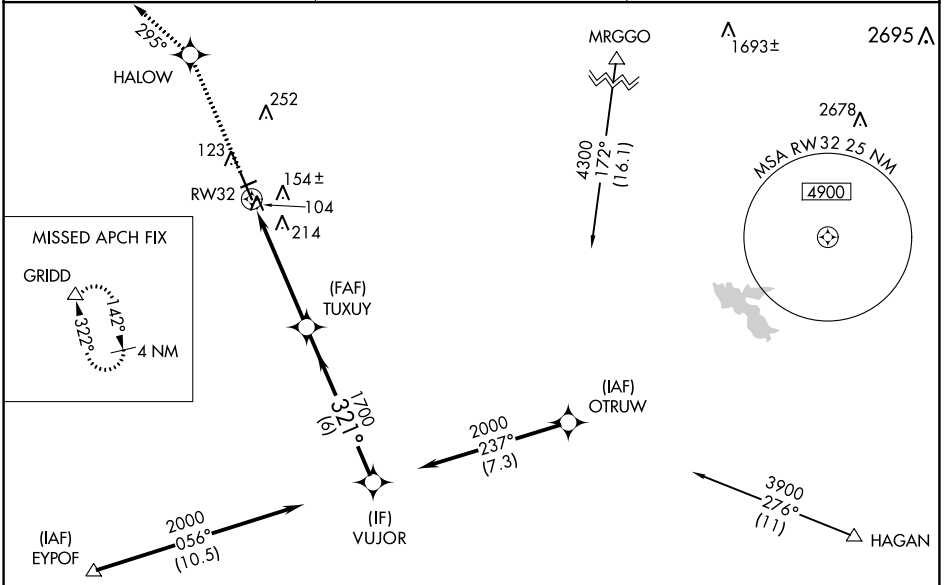 295°
HALOW
252
123
RW32
154±
104
214
MRGGO
4300
172°
(16.1)
1693±
2695
2678
MSA RW 32 25 NM
4900
MISSED APCH FIX
GRIDD
142°
322°
4 NM
(FAF)
TUXUY
1700
321°
(6)
(IAF)
OTRUW
2000
237°
(7.3)
(IAF)
EYPOF
2000
056°
(10.5)
(IF)
VUJOR
3900
276°
(11)
HAGAN